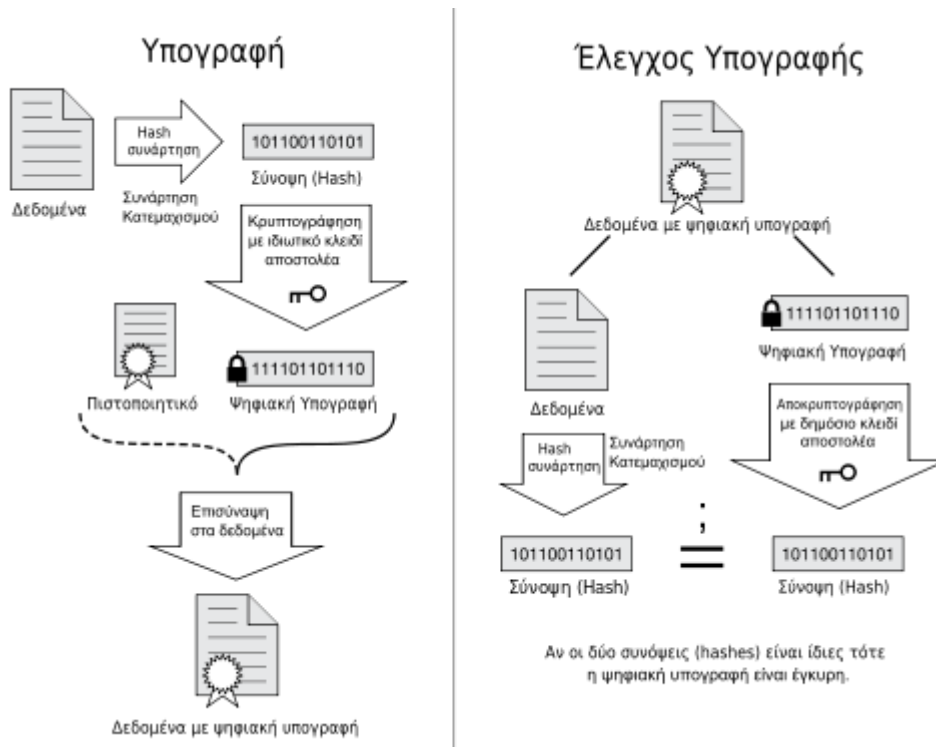 Υπογραφή
Hash
συνάρτηση
101100110101
Σύνοψη (Hash)
Δεδομένα
Συνάρτηση
Κατεμαχισμού
Κρυπτογράφηση
με ιδιωτικό κλειδί
αποστολέα
111101101110
Πιστοποιητικό
Ψηφιακή Υπογραφή
Επισύναψη
στα δεδομένα
Δεδομένα με ψηφιακή υπογραφή
Έλεγχος Υπογραφής
Δεδομένα με ψηφιακή υπογραφή
111101101110
Ψηφιακή Υπογραφή
Δεδομένα
Αποκρυπτογράφηση
με δημόσιο κλειδί
αποστολέα
Hash
συνάρτηση
Συνάρτηση
Κατεμαχισμού
;
101100110101
=
101100110101
Σύνοψη (Hash)
Σύνοψη (Hash)
Αν οι δύο συνόψεις (hashes) είναι ίδιες τότε
η ψηφιακή υπογραφή είναι έγκυρη.